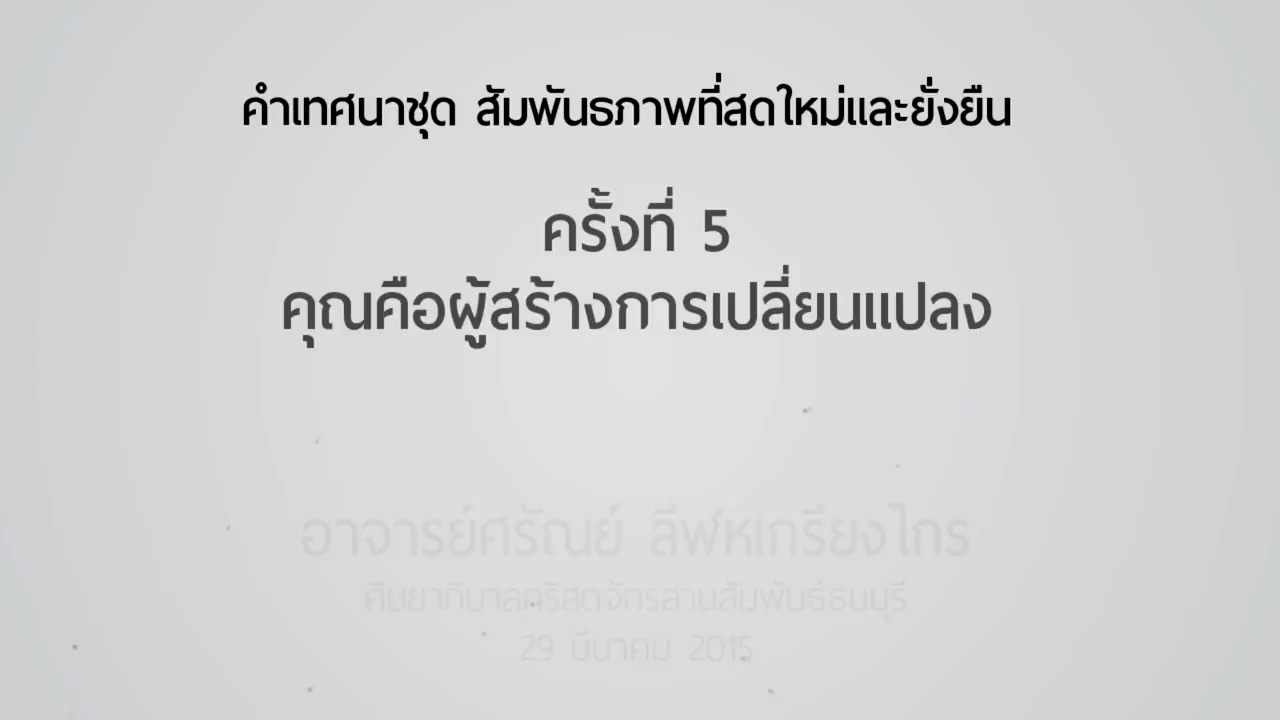 คำเทศนาชุด สัมพันธภาพที่สดใหม่และยั่งยืน
ครั้งที่ 5
คุณคือผู้สร้างการเปลี่ยนแปลง
อาจารย์ศรัณย์ ลีฬหเกรียงไกร
ศิษยาภิบาลคริสตจักรสานสัมพันธ์ธนบุรี
29 มีนาคม 2015